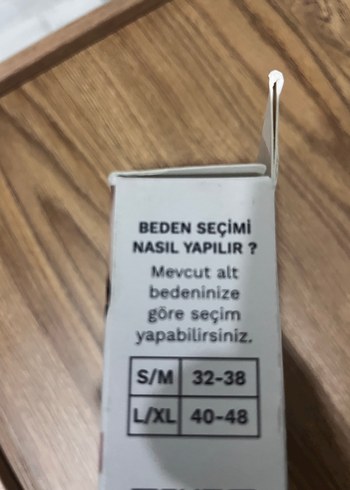 BEDEN SEÇİMİ
NASIL YAPILIR ?
Mevcut alt
bedeninize
göre seçim
yapabilirsiniz.
S/M 32-38
L/XL 40-48